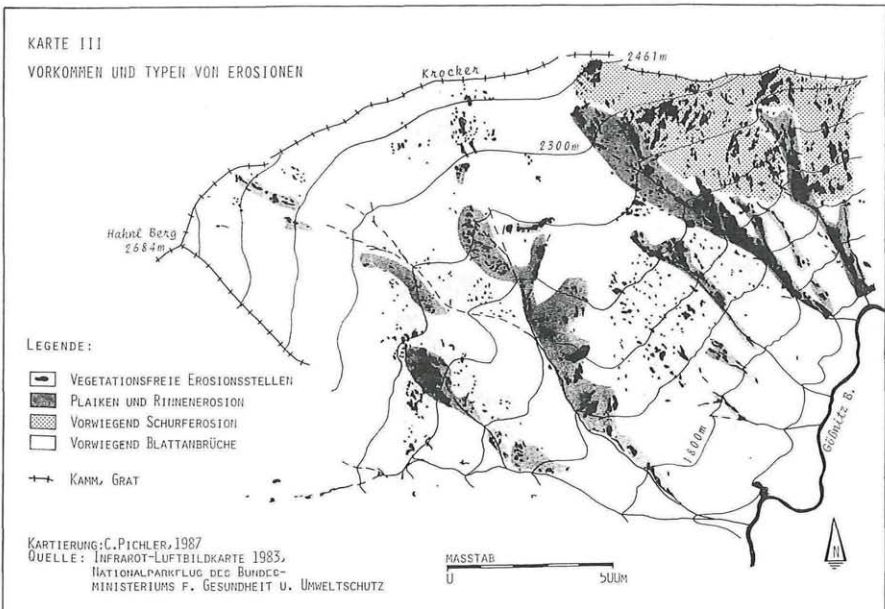 KARTE III
VORKOMMEN UND TYPEN VON EROSIONEN
Krocker
2461m
2300m
Hahnl Berg
2684m
LEGENDE:
VEGETATIONSFREIE EROSIONSSTELLEN
PLAIKEN UND RINNENEROSION
VORWIEGEND SCHURFEROSION
VORWIEGEND BLATTANBRÜCHE
KAMM, GRAT
1800m
Gößnitz B.
KARTIERUNG: C.PICHLER, 1987
QUELLE: INFRAROT-LUFTBILDKARTE 1983,
NATIONALPARKFLUG DES BUNDES-
MINISTERIUMS F. GESUNDHEIT U. UMWELTSCHUTZ
MASSTAB
0 500M
N